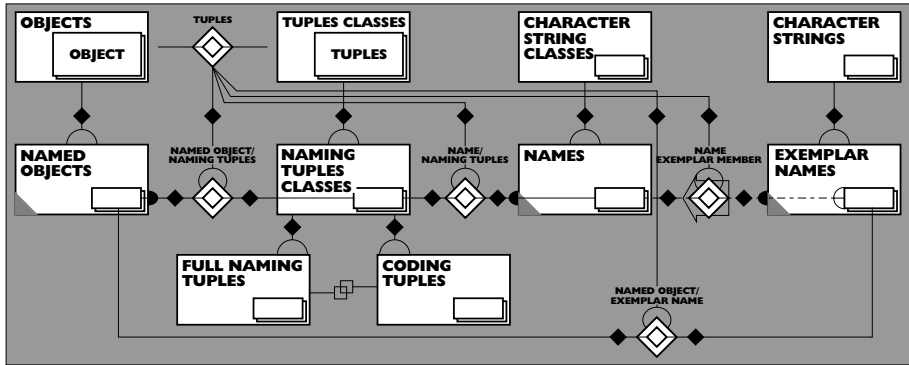 OBJECTS
OBJECT
TUPLES
TUPLES CLASSES
TUPLES
CHARACTER
STRING
CLASSES
CHARACTER
STRINGS
NAMED
OBJECTS
NAMED OBJECT/
NAMING TUPLES
NAMING
TUPLES
CLASSES
NAME/
NAMING TUPLES
NAMES
NAME
EXEMPLAR MEMBER
EXEMPLAR
NAMES
FULL NAMING
TUPLES
CODING
TUPLES
NAMED OBJECT/
EXEMPLAR NAME